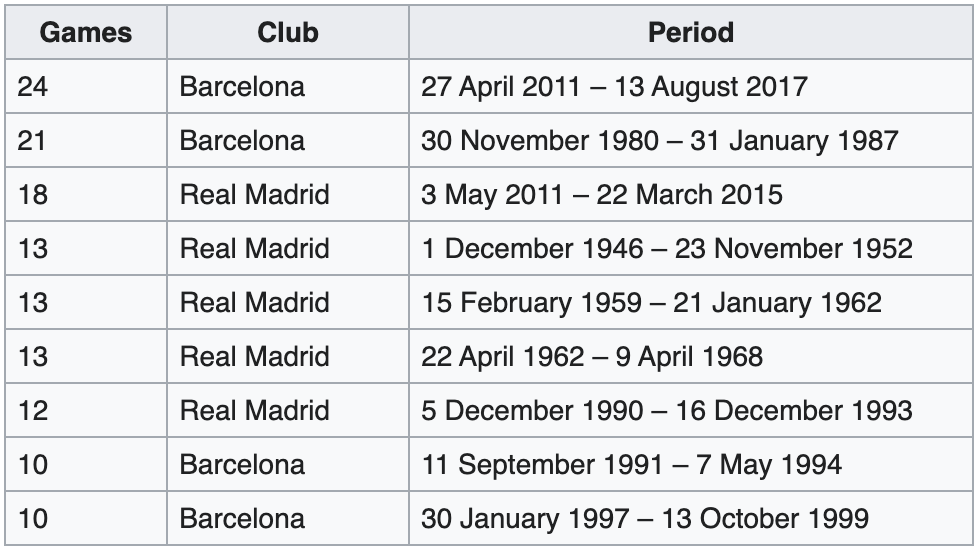 Games Club Period
24 Barcelona 27 April 2011 – 13 August 2017
21 Barcelona 30 November 1980 – 31 January 1987
18 Real Madrid 3 May 2011 – 22 March 2015
13 Real Madrid 1 December 1946 – 23 November 1952
13 Real Madrid 15 February 1959 – 21 January 1962
13 Real Madrid 22 April 1962 – 9 April 1968
12 Real Madrid 5 December 1990 – 16 December 1993
10 Barcelona 11 September 1991 – 7 May 1994
10 Barcelona 30 January 1997 – 13 October 1999